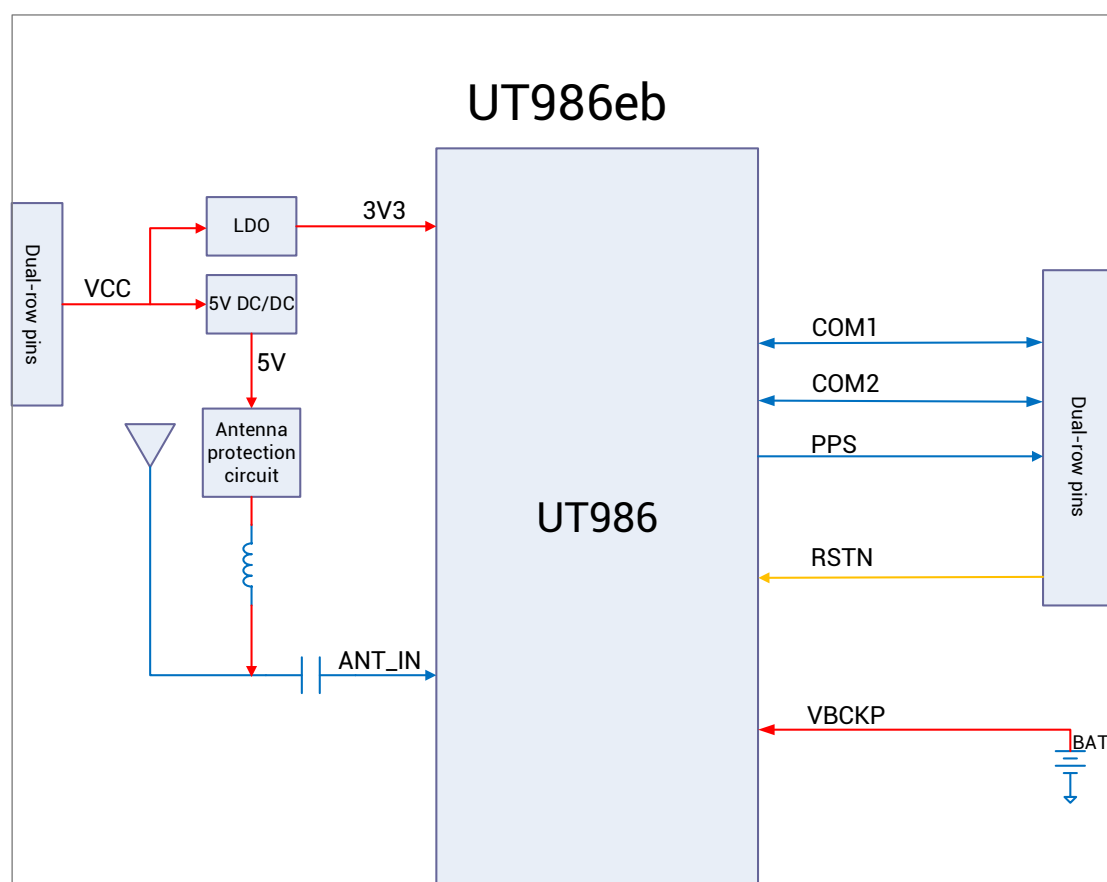 UT986eb
LDO
3V3
Dual-row pins
VCC
5V DC/DC
5V
Antenna
protection
circuit
ANT_IN
UT986
COM1
COM2
PPS
RSTN
Dual-row pins
VBCKP
BAT